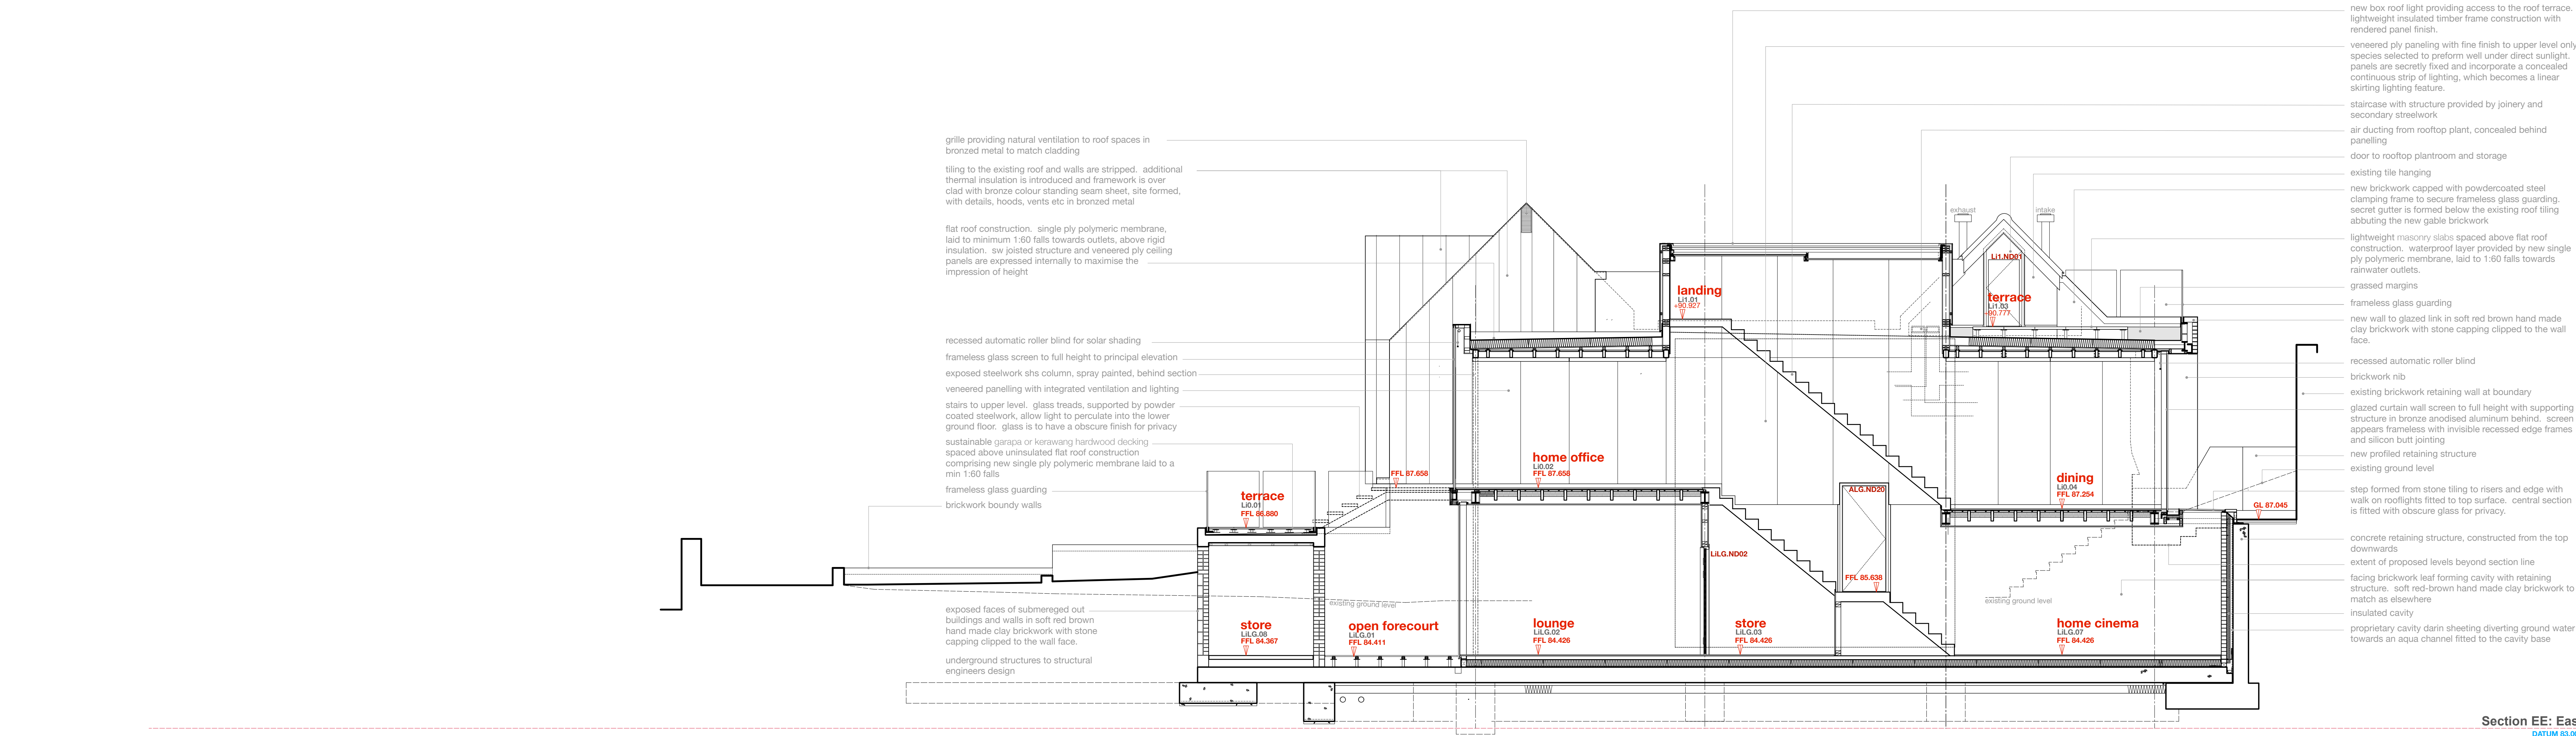 new box roof light providing access to the roof terrace.
lightweight insulated timber frame construction with
rendered panel finish.
veneered ply paneling with fine finish to upper level only
species selected to preform well under direct sunlight.
panels are secretly fixed and incorporate a concealed
continuous strip of lighting, which becomes a linear
skirting lighting feature.
staircase with structure provided by joinery and
secondary streelwork
air ducting from rooftop plant, concealed behind
panelling
door to rooftop plantroom and storage
existing tile hanging
new brickwork capped with powdercoated steel
clamping frame to secure frameless glass guarding.
secret gutter is formed below the existing roof tiling
abbuting the new gable brickwork
lightweight masonry slabs spaced above flat roof
construction. waterproof layer provided by new single
ply polymeric membrane, laid to 1:60 falls towards
rainwater outlets.
grassed margins
frameless glass guarding
new wall to glazed link in soft red brown hand made
clay brickwork with stone capping clipped to the wall
face.
recessed automatic roller blind
brickwork nib
existing brickwork retaining wall at boundary
glazed curtain wall screen to full height with supporting
structure in bronze anodised aluminum behind. screen
appears frameless with invisible recessed edge frames
and silicon butt jointing
new profiled retaining structure
existing ground level
step formed from stone tiling to risers and edge with
walk on rooflights fitted to top surface. central section
is fitted with obscure glass for privacy.
concrete retaining structure, constructed from the top
downwards
extent of proposed levels beyond section line
facing brickwork leaf forming cavity with retaining
structure. soft red-brown hand made clay brickwork to
match as elsewhere
insulated cavity
proprietary cavity darin sheeting diverting ground water
towards an aqua channel fitted to the cavity base
grille providing natural ventilation to roof spaces in
bronzed metal to match cladding
tiling to the existing roof and walls are stripped. additional
thermal insulation is introduced and framework is over
clad with bronze colour standing seam sheet, site formed,
with details, hoods, vents etc in bronzed metal
flat roof construction. single ply polymeric membrane,
laid to minimum 1:60 falls towards outlets, above rigid
insulation. sw joisted structure and veneered ply ceiling
panels are expressed internally to maximise the
impression of height
recessed automatic roller blind for solar shading
frameless glass screen to full height to principal elevation
exposed steelwork shs column, spray painted, behind section
veneered panelling with integrated ventilation and lighting
stairs to upper level. glass treads, supported by powder
coated steelwork, allow light to perculate into the lower
ground floor. glass is to have a obscure finish for privacy
sustainable garapa or kerawang hardwood decking
spaced above uninsulated flat roof construction
comprising new single ply polymeric membrane laid to a
min 1:60 falls
frameless glass guarding
brickwork boundy walls
exposed faces of submereged out
buildings and walls in soft red brown
hand made clay brickwork with stone
capping clipped to the wall face.
underground structures to structural
engineers design
exhaust
intake
Li1.ND01
landing
Li1.01
+90.927
terrace
Li1.03
+90.777
FFL 87.658
home office
Li0.02
FFL 87.658
terrace
Li0.01
FFL 86.880
dining
Li0.04
FFL 87.254
ALG.ND20
GL 87.045
LiLG.ND02
FFL 85.638
existing ground level
existing ground level
store
LiLG.08
FFL 84.367
open forecourt
LiLG.01
FFL 84.411
lounge
LiLG.02
FFL 84.426
store
LiLG.03
FFL 84.426
home cinema
LiLG.07
FFL 84.426
Section EE: Eas
DATUM 83.00